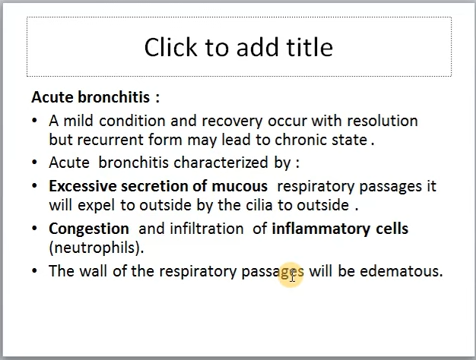 Click to add title
Acute bronchitis :
• A mild condition and recovery occur with resolution
but recurrent form may lead to chronic state .
• Acute bronchitis characterized by :
• Excessive secretion of mucous respiratory passages it
will expel to outside by the cilia to outside .
• Congestion and infiltration of inflammatory cells
(neutrophils).
• The wall of the respiratory passages will be edematous.